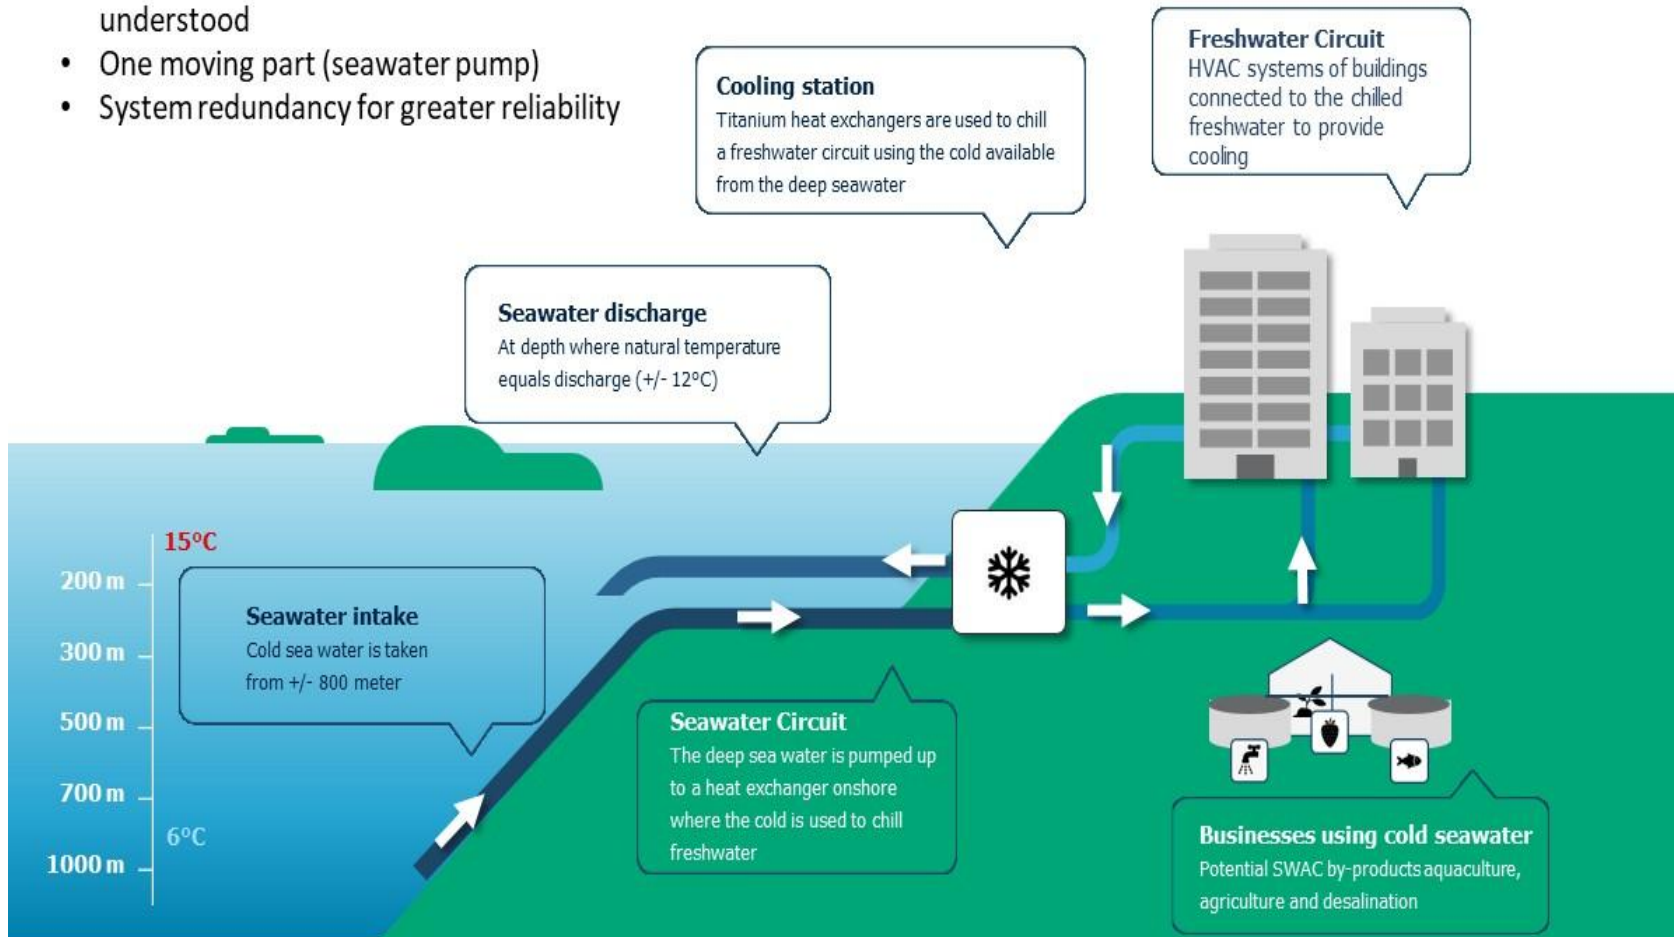 understood
• One moving part (seawater pump)
• System redundancy for greater reliability
Cooling station
Titanium heat exchangers are used to chill
a freshwater circuit using the cold available
from the deep seawater
Freshwater Circuit
HVAC systems of buildings
connected to the chilled
freshwater to provide
cooling
Seawater discharge
At depth where natural temperature
equals discharge (+/- 12°C)
15°C
200 m
300 m
500 m
700 m
6°C
1000 m
Seawater intake
Cold sea water is taken
from +/- 800 meter
Seawater Circuit
The deep sea water is pumped up
to a heat exchanger onshore
where the cold is used to chill
freshwater
Businesses using cold seawater
Potential SWAC by-products aquaculture,
agriculture and desalination